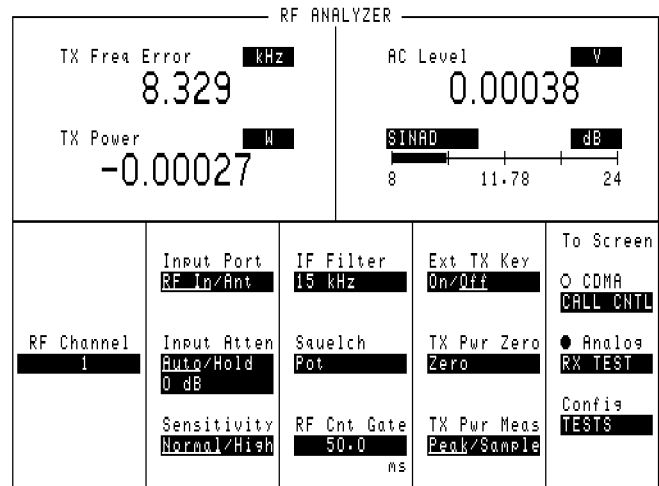 RF ANALYZER
TX Freq Error kHz
8.329
AC Level V
0.00038
TX Power W
-0.00027
SINAD dB
8 11.78 24
RF Channel
1
Input Port
RF In/Ant
Input Atten
Auto/Hold
0 dB
Sensitivity
Normal/High
IF Filter
15 kHz
Squelch
Pot
RF Cnt Gate
50.0
ms
Ext TX Key
On/Off
TX Pwr Zero
Zero
TX Pwr Meas
Peak/Sample
To Screen
CDMA
CALL CNTL
Analog
RX TEST
Config
TESTS